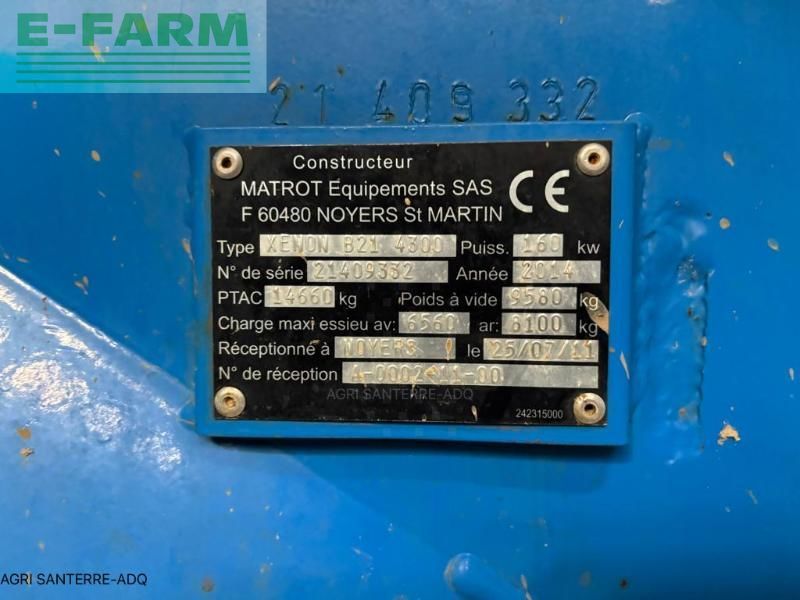 E-FARM
21 409 332
Constructeur
MATROT Equipements SAS
F 60480 NOYERS St MARTIN
CE
Type XENON B21 4300 Puiss. 160 kw
N° de série 21409332 Année 2014
PTAC 14660 kg Poids à vide 9580 kg
Charge maxi essieu av: 6560 ar: 8100 kg
Réceptionné à NOYERS le 25/07/11
N° de réception
AGRI SANTERRE-ADQ
242315000
AGRI SANTERRE-ADQ